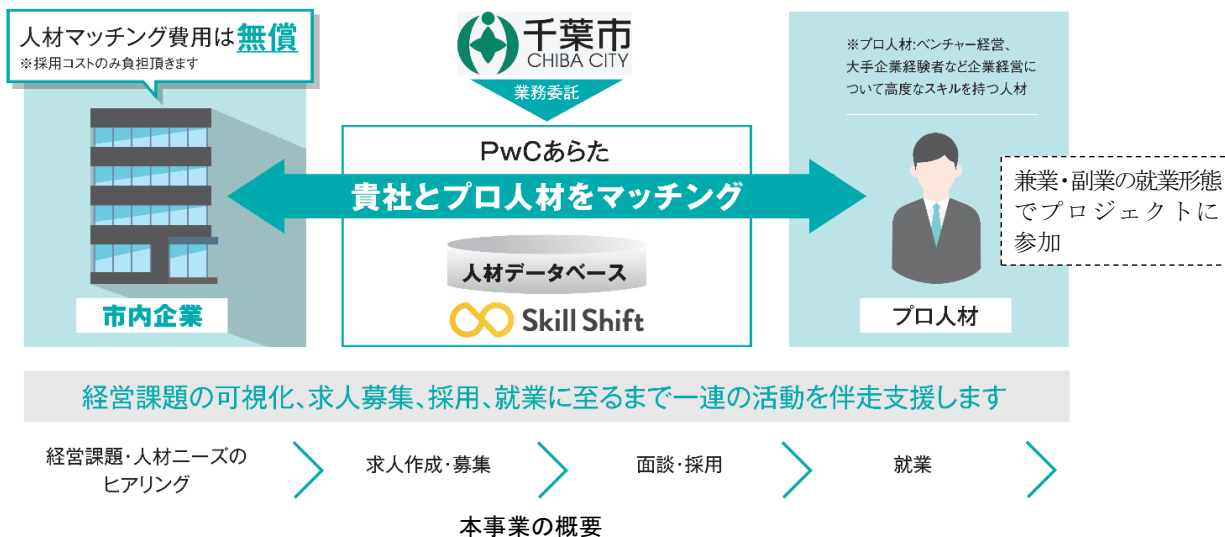 人材マッチング費用は無償
※採用コストのみ負担頂きます
千葉市
CHIBA CITY
業務委託
※プロ人材:ベンチャー経営、
大手企業経験者など企業経営に
ついて高度なスキルを持つ人材
PwCあらた
貴社とプロ人材をマッチング
人材データベース
Skill Shift
市内企業
プロ人材
兼業・副業の就業形態
でプロジェクトに
参加
経営課題の可視化、求人募集、採用、就業に至るまで一連の活動を伴走支援します
経営課題・人材ニーズの
ヒアリング
求人作成・募集
面談・採用
就業
本事業の概要